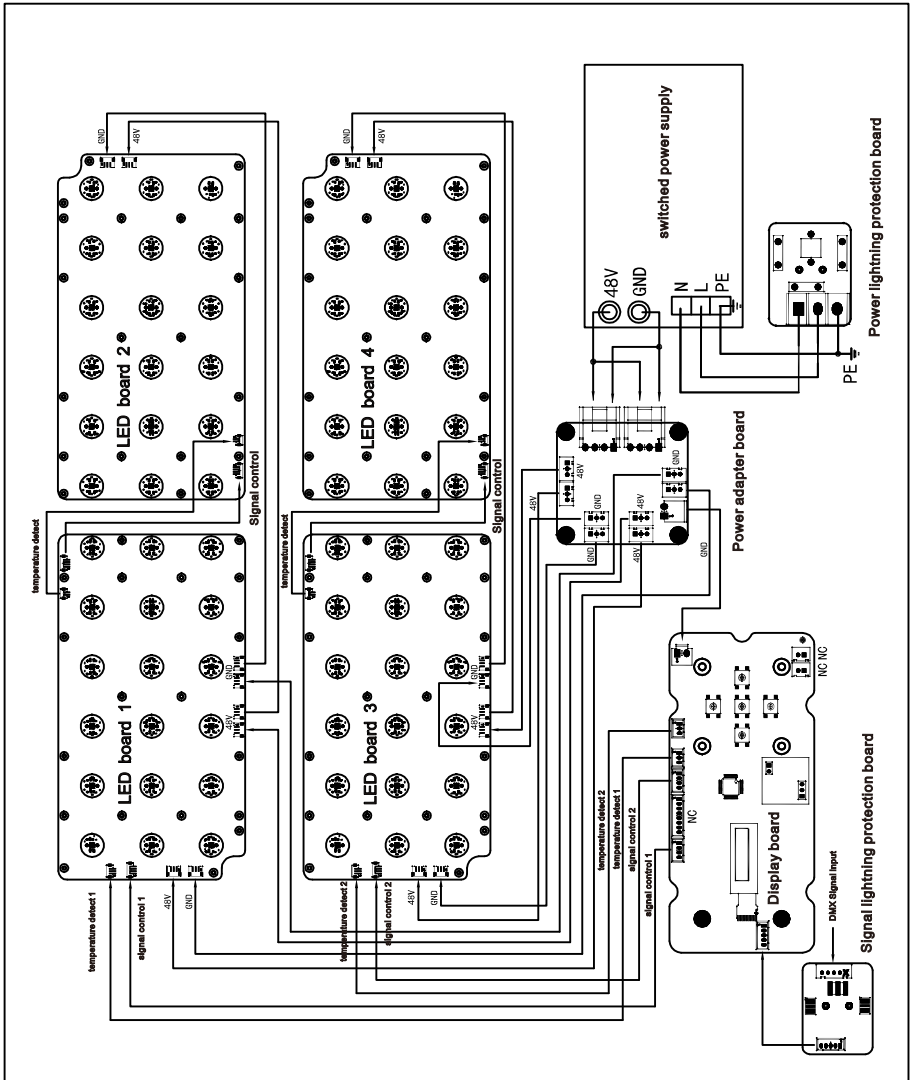 GND
48V
LED board 2
Signal control
temperature detect
LED board 1
GND
48V
temperature detect 1
signal control 1
48V
GND
GND
48V
LED board 4
Signal control
temperature detect
LED board 3
GND
48V
temperature detect 2
signal control 2
48V
GND
switched power supply
48V
GND
N
L
PE
Power lightning protection board
PE
Power adapter board
48V
GND
GND
48V
GND
48V
GND
temperature detect 2
temperature detect 1
signal control 2
signal control 1
NC
NC NC
Display board
DMX Signal Input
Signal lightning protection board